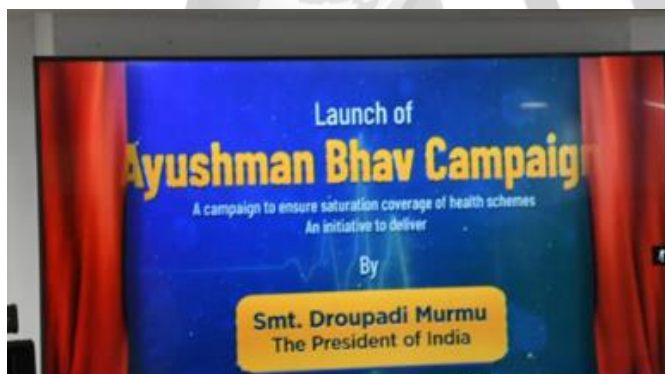 Launch of
Ayushman Bhav Campaig
A campaign to ensure saturation coverage of health schemes
An initiative to deliver
By
Smt. Droupadi Murmu
The President of India